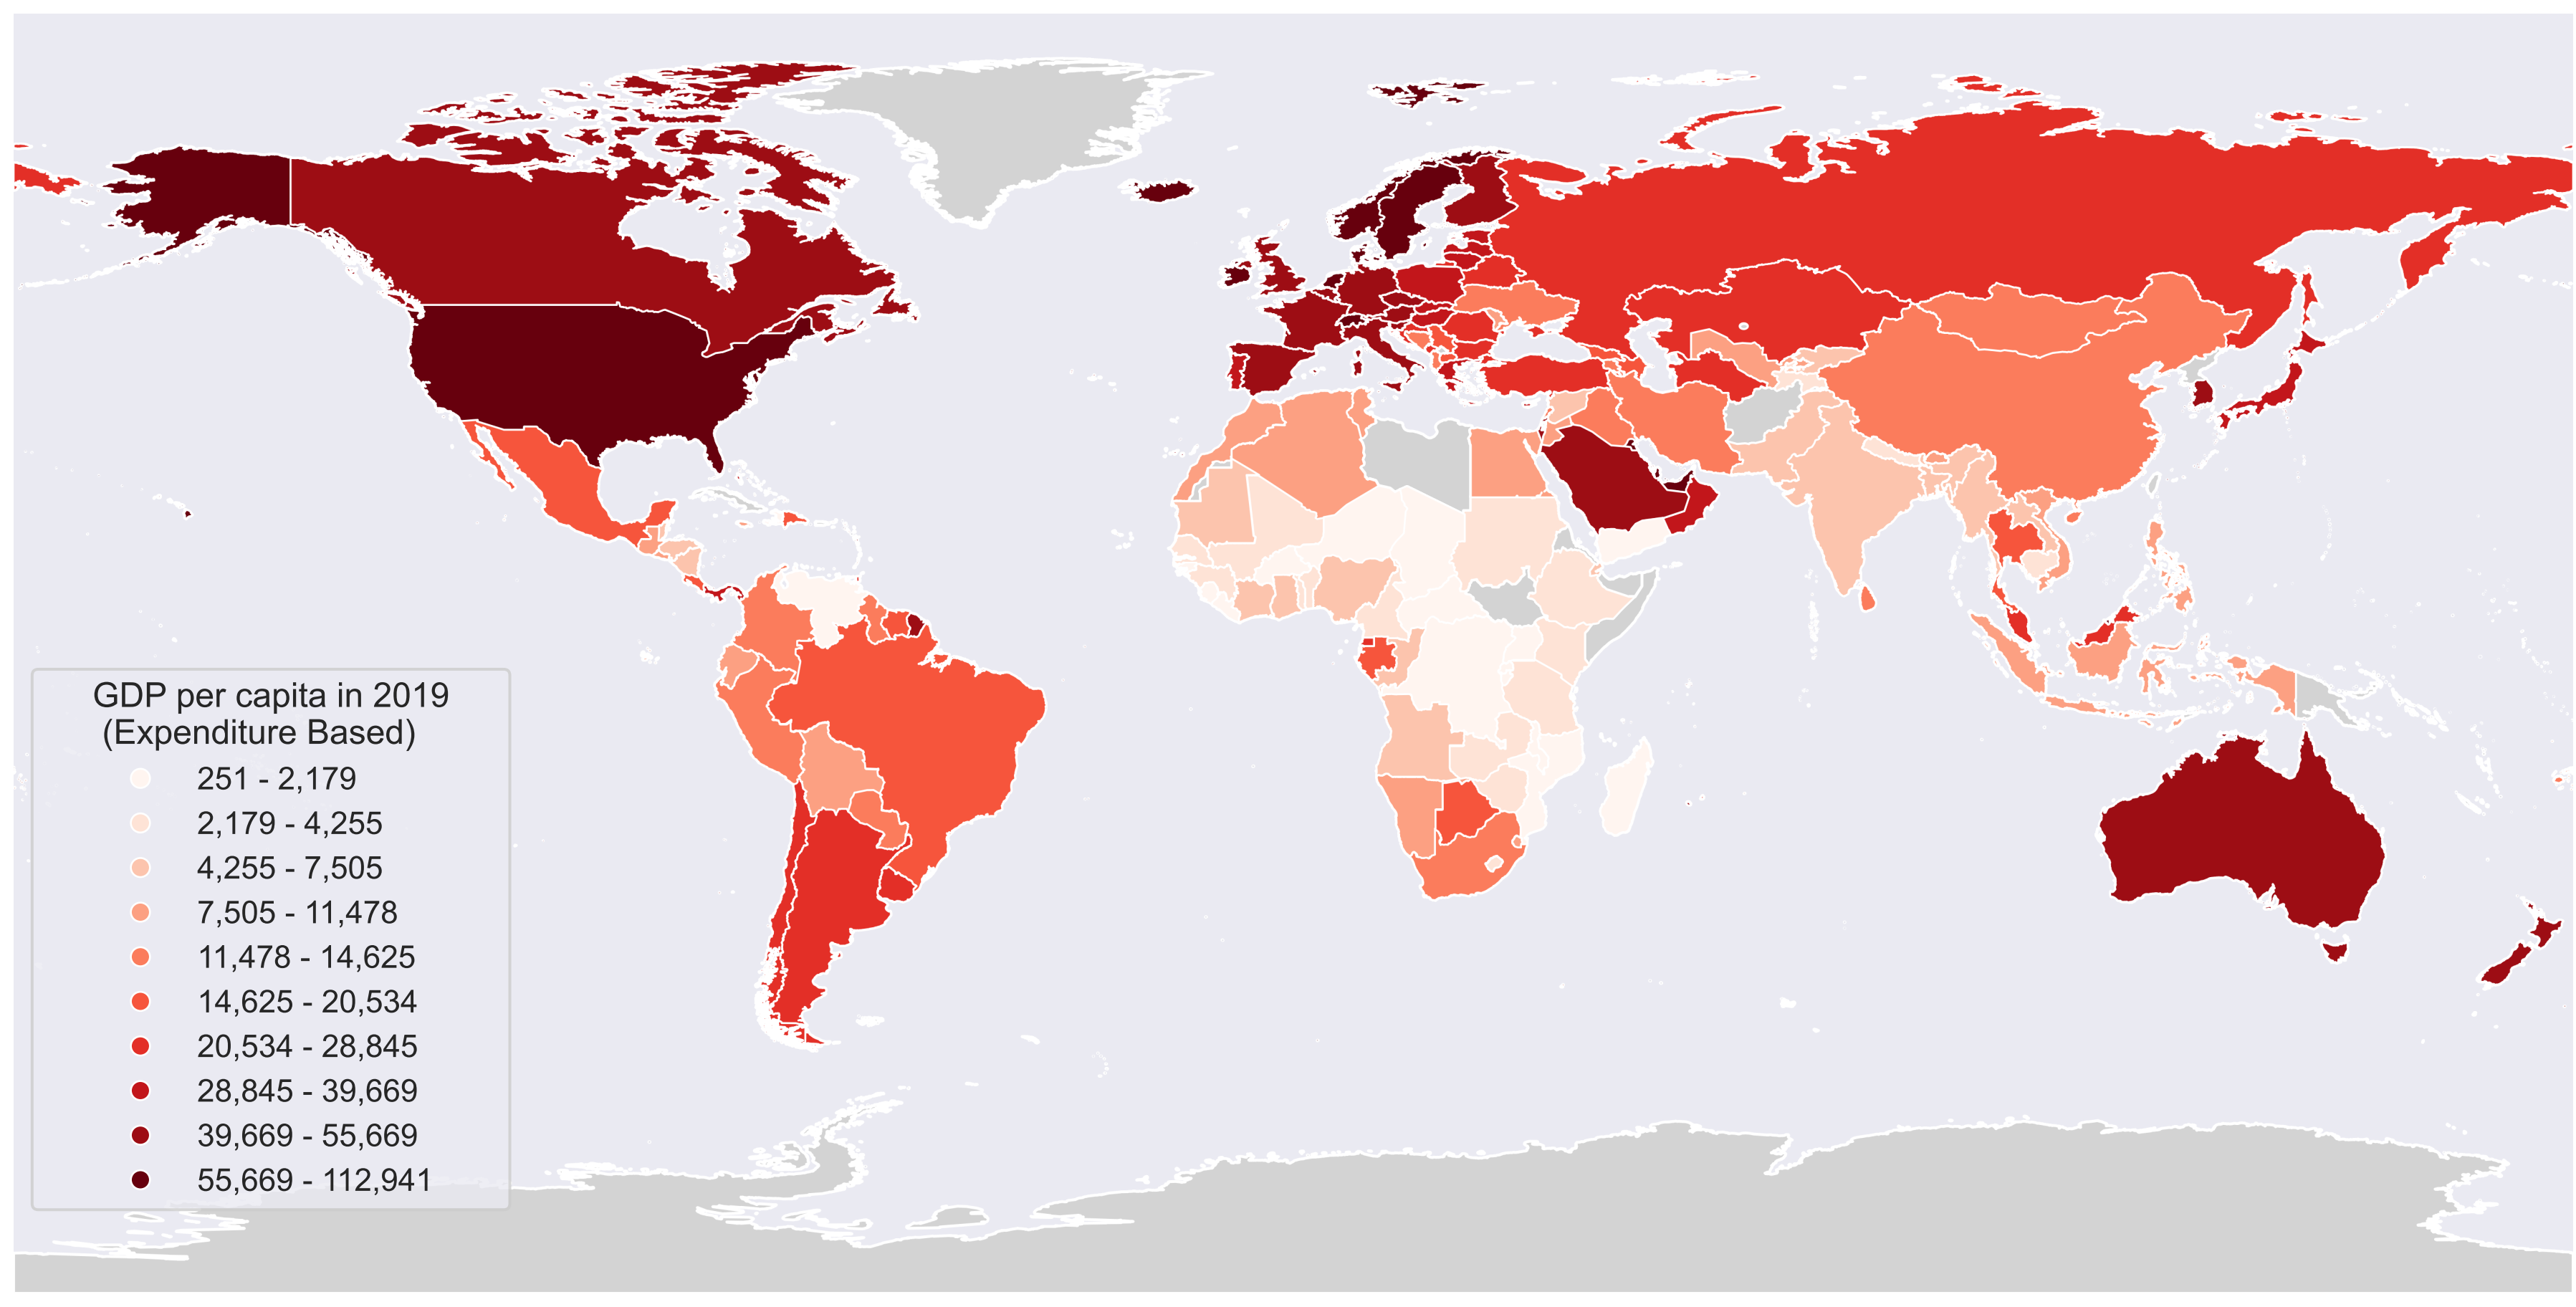 GDP per capita in 2019
(Expenditure Based)
251 - 2,179
2,179 - 4,255
4,255 - 7,505
7,505 - 11,478
11,478 - 14,625
14,625 - 20,534
20,534 - 28,845
28,845 - 39,669
39,669 - 55,669
55,669 - 112,941